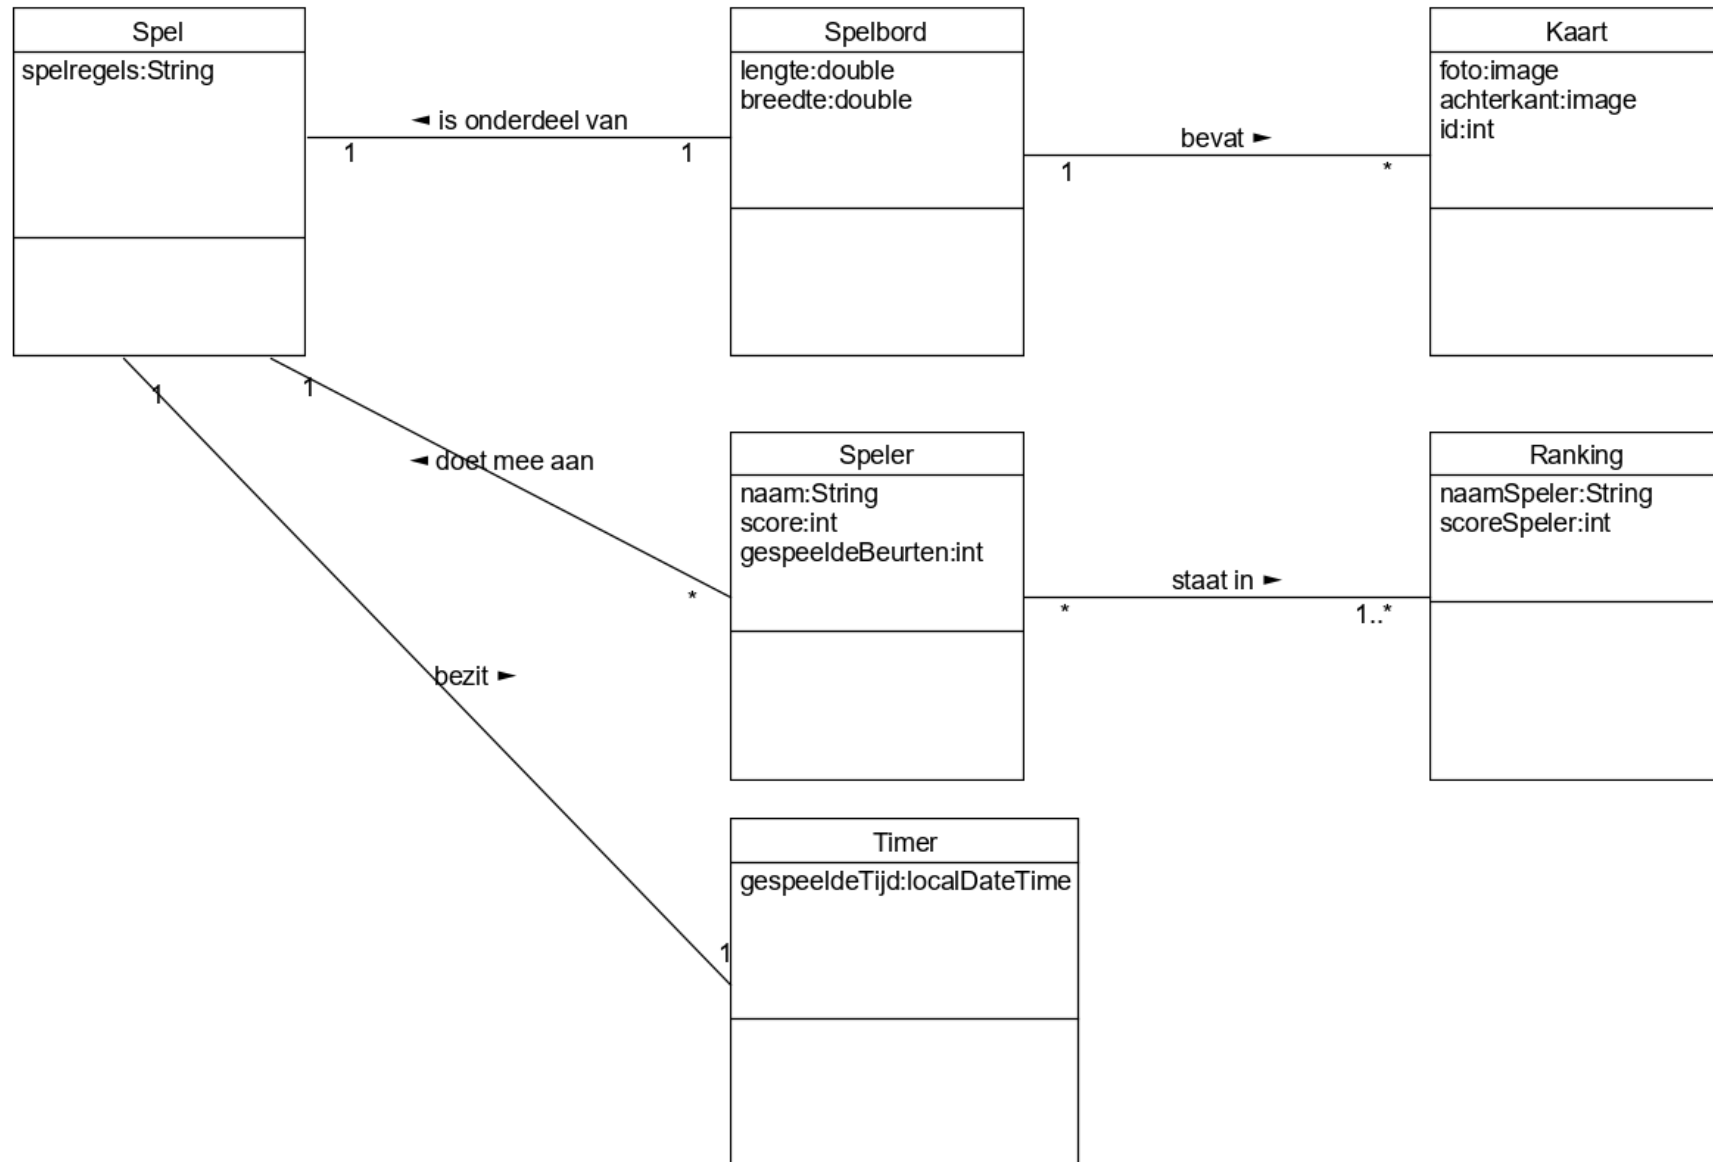 Spel
spelregels:String
Spelbord
lengte:double
breedte:double
Kaart
foto:image
achterkant:image
id:int
◄ is onderdeel van
1
1
bevat ►
1
*
1
1
◄ doet mee aan
*
Speler
naam:String
score:int
gespeeldeBeurten:int
Ranking
naamSpeler:String
scoreSpeler:int
staat in ►
*
1..*
bezit ►
1
Timer
gespeeldeTijd:localDateTime